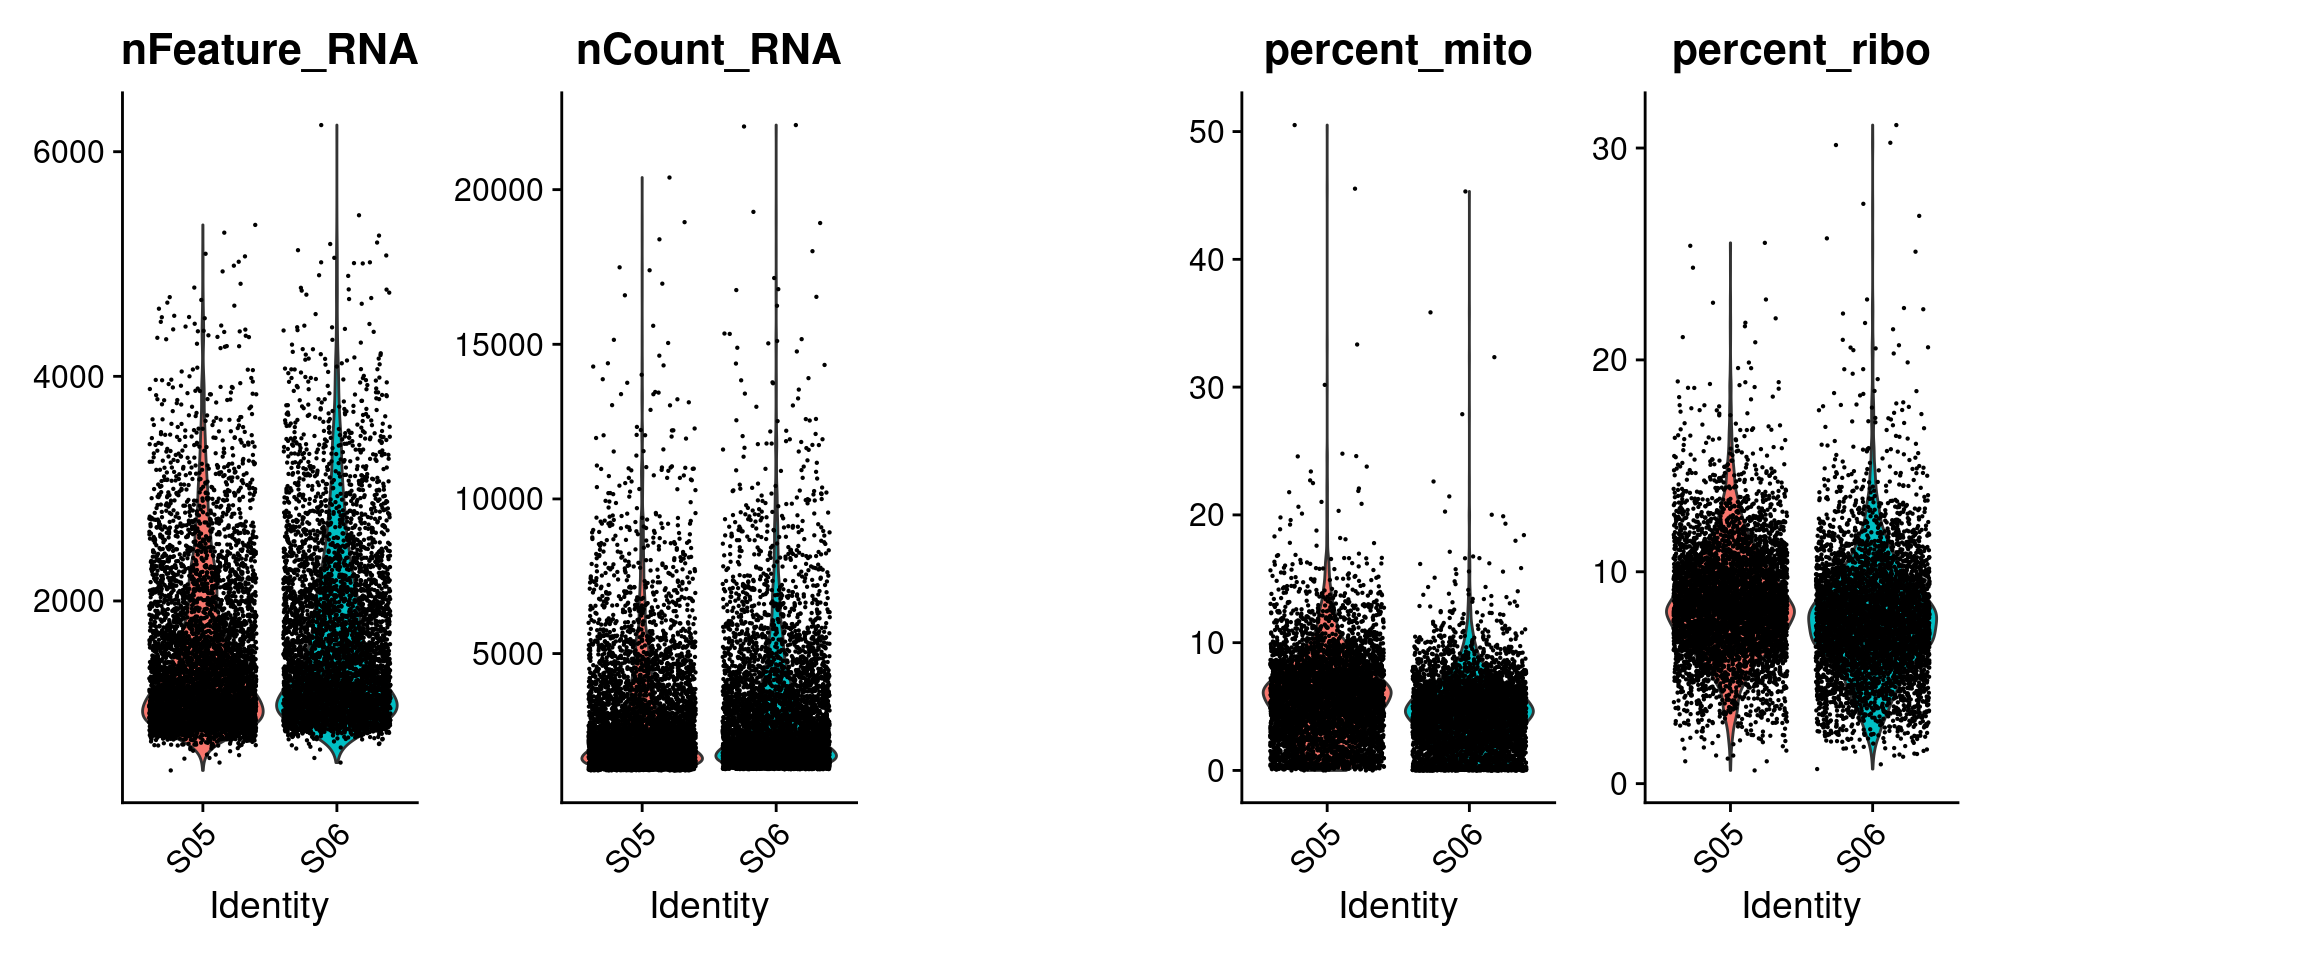 nFeature_RNA
6000
4000
2000
S05
S06
Identity
nCount_RNA
20000
15000
10000
5000
S05
S06
Identity
percent_mito
50
40
30
20
10
0
S05
S06
Identity
percent_ribo
30
20
10
0
S05
S06
Identity